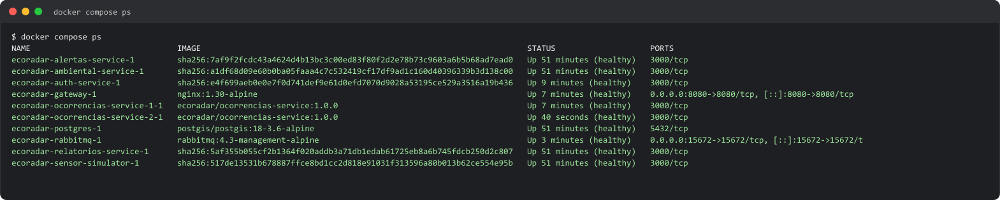 docker compose ps
$ docker compose ps
NAME IMAGE STATUS PORTS
ecoradar-alertas-service-1 sha256:7af9f2fcdc43a4624d4b13bc3c00ed83f80f2d2e78b73c9603a6b5b68ad7ead0 Up 51 minutes (healthy) 3000/tcp
ecoradar-ambiental-service-1 sha256:a1df68d09e60b0ba05faaa4c7c532419cf17df9ad1c160d40396339b3d138c00 Up 51 minutes (healthy) 3000/tcp
ecoradar-auth-service-1 sha256:e4f699aeb0e0e7f0d741def9e61d0efd7070d9028a53195ce529a3516a19b436 Up 9 minutes (healthy) 3000/tcp
ecoradar-gateway-1 nginx:1.30-alpine Up 7 minutes (healthy) 0.0.0.0:8080->8080/tcp, [::]:8080->8080/tcp
ecoradar-ocorrencias-service-1-1 ecoradar/ocorrencias-service:1.0.0 Up 7 minutes (healthy) 3000/tcp
ecoradar-ocorrencias-service-2-1 ecoradar/ocorrencias-service:1.0.0 Up 40 seconds (healthy) 3000/tcp
ecoradar-postgres-1 postgis/postgis:18-3.6-alpine Up 51 minutes (healthy) 5432/tcp
ecoradar-rabbitmq-1 rabbitmq:4.3-management-alpine Up 3 minutes (healthy) 0.0.0.0:15672->15672/tcp, [::]:15672->15672/t
ecoradar-relatorios-service-1 sha256:5af355b055cf2b1364f020addb3a71db1edab61725eb8a6b745fdcb250d2c807 Up 51 minutes (healthy) 3000/tcp
ecoradar-sensor-simulator-1 sha256:517de13531b678887ffce8bd1cc2d818e91031f313596a80b013b62ce554e95b Up 51 minutes (healthy) 3000/tcp